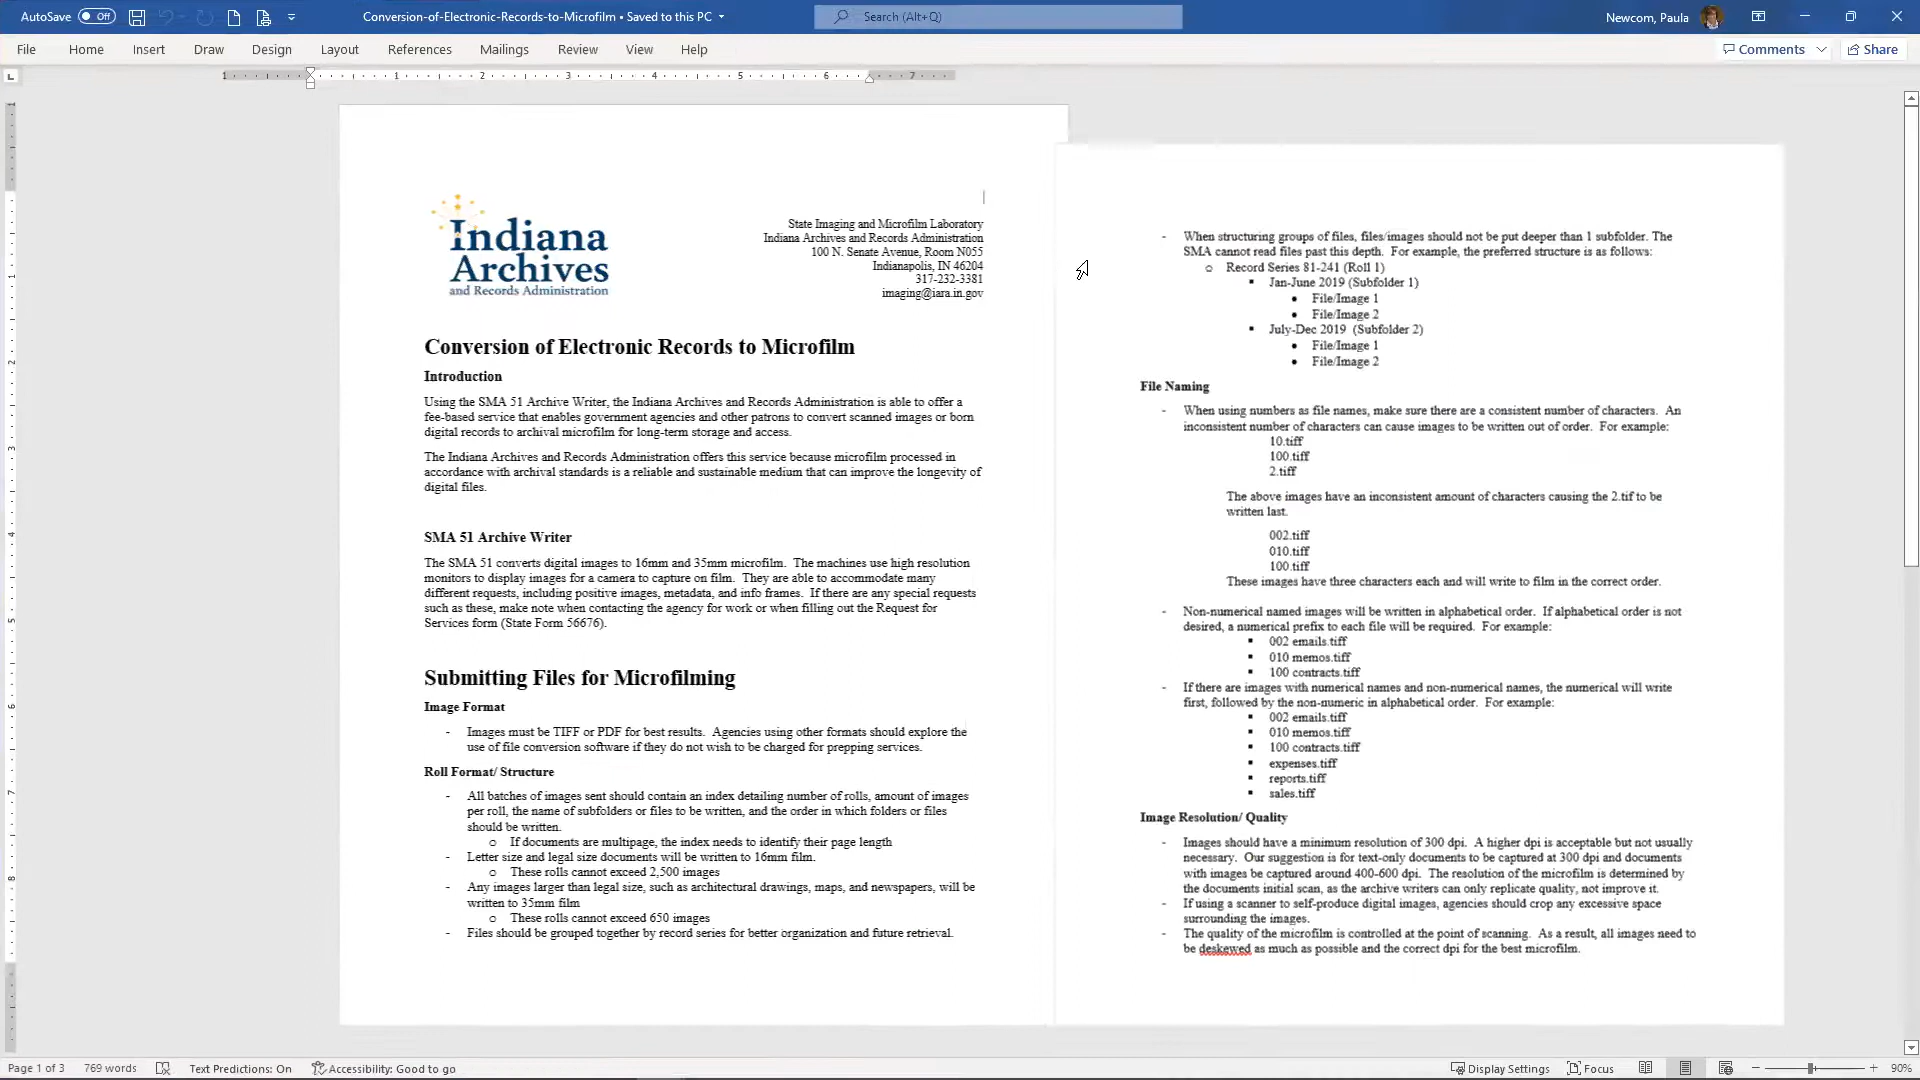 AutoSave Off
Conversion-of-Electronic-Records-to-Microfilm • Saved to this PC
Search (Alt+Q)
Newcom, Paula
File Home Insert Draw Design Layout References Mailings Review View Help
Comments Share
1 1 2 3 4 5 6 7
Indiana
Archives
and Records Administration
State Imaging and Microfilm Laboratory
Indiana Archives and Records Administration
100 N. Senate Avenue, Room N055
Indianapolis, IN 46204
317-232-3381
imaging@iara.in.gov
Conversion of Electronic Records to Microfilm
Introduction
Using the SMA 51 Archive Writer, the Indiana Archives and Records Administration is able to offer a
fee-based service that enables government agencies and other patrons to convert scanned images or born
digital records to archival microfilm for long-term storage and access.
The Indiana Archives and Records Administration offers this service because microfilm processed in
accordance with archival standards is a reliable and sustainable medium that can improve the longevity of
digital files.
SMA 51 Archive Writer
The SMA 51 converts digital images to 16mm and 35mm microfilm. The machines use high resolution
monitors to display images for a camera to capture on film. They are able to accommodate many
different requests, including positive images, metadata, and info frames. If there are any special requests
such as these, make note when contacting the agency for work or when filling out the Request for
Services form (State Form 56676).
Submitting Files for Microfilming
Image Format
- Images must be TIFF or PDF for best results. Agencies using other formats should explore the
use of file conversion software if they do not wish to be charged for prepping services.
Roll Format/ Structure
- All batches of images sent should contain an index detailing number of rolls, amount of images
per roll, the name of subfolders or files to be written, and the order in which folders or files
should be written.
o If documents are multipage, the index needs to identify their page length
- Letter size and legal size documents will be written to 16mm film.
o These rolls cannot exceed 2,500 images
- Any images larger than legal size, such as architectural drawings, maps, and newspapers, will be
written to 35mm film
o These rolls cannot exceed 650 images
- Files should be grouped together by record series for better organization and future retrieval.
- When structuring groups of files, files/images should not be put deeper than 1 subfolder. The
SMA cannot read files past this depth. For example, the preferred structure is as follows:
o Record Series 81-241 (Roll 1)
▪ Jan-June 2019 (Subfolder 1)
• File/Image 1
• File/Image 2
▪ July-Dec 2019 (Subfolder 2)
• File/Image 1
• File/Image 2
File Naming
- When using numbers as file names, make sure there are a consistent number of characters. An
inconsistent number of characters can cause images to be written out of order. For example:
10.tiff
100.tiff
2.tiff
The above images have an inconsistent amount of characters causing the 2.tif to be
written last.
002.tiff
010.tiff
100.tiff
These images have three characters each and will write to film in the correct order.
- Non-numerical named images will be written in alphabetical order. If alphabetical order is not
desired, a numerical prefix to each file will be required. For example:
▪ 002 emails.tiff
▪ 010 memos.tiff
▪ 100 contracts.tiff
- If there are images with numerical names and non-numerical names, the numerical will write
first, followed by the non-numeric in alphabetical order. For example:
▪ 002 emails.tiff
▪ 010 memos.tiff
▪ 100 contracts.tiff
▪ expenses.tiff
▪ reports.tiff
▪ sales.tiff
Image Resolution/ Quality
- Images should have a minimum resolution of 300 dpi. A higher dpi is acceptable but not usually
necessary. Our suggestion is for text-only documents to be captured at 300 dpi and documents
with images be captured around 400-600 dpi. The resolution of the microfilm is determined by
the documents initial scan, as the archive writers can only replicate quality, not improve it.
- If using a scanner to self-produce digital images, agencies should crop any excessive space
surrounding the images.
- The quality of the microfilm is controlled at the point of scanning. As a result, all images need to
be deskewed as much as possible and the correct dpi for the best microfilm.
Page 1 of 3 769 words Text Predictions: On Accessibility: Good to go Display Settings Focus 90%